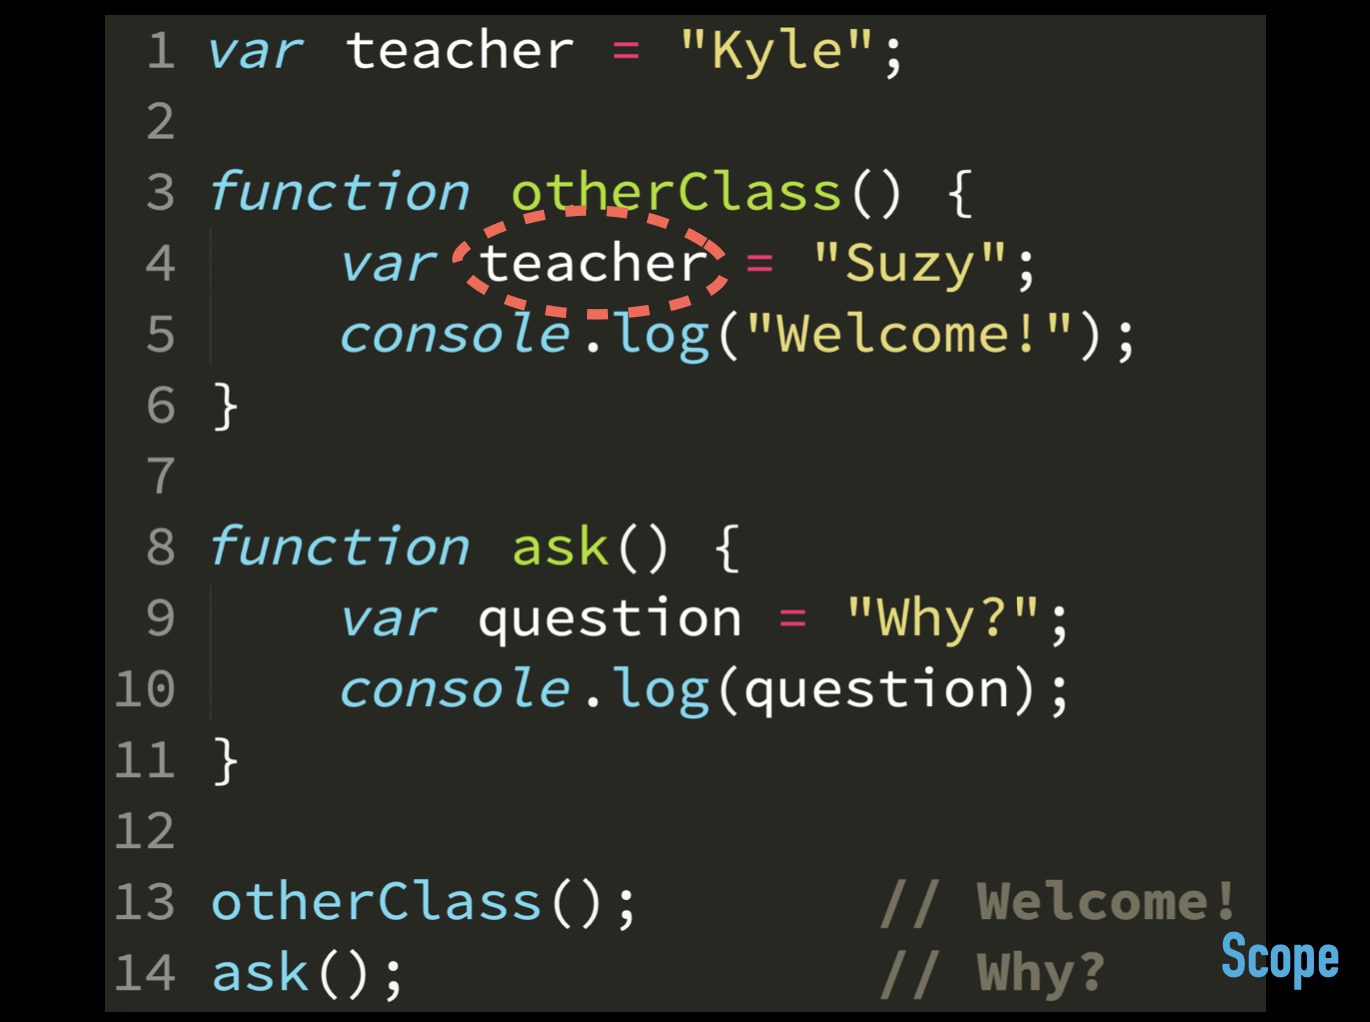 1 var teacher = "Kyle";
2
3 function otherClass() {
4     var teacher = "Suzy";
5     console.log("Welcome!");
6 }
7
8 function ask() {
9     var question = "Why?";
10     console.log(question);
11 }
12
13 otherClass();          // Welcome!
14 ask();                 // Why?
Scope